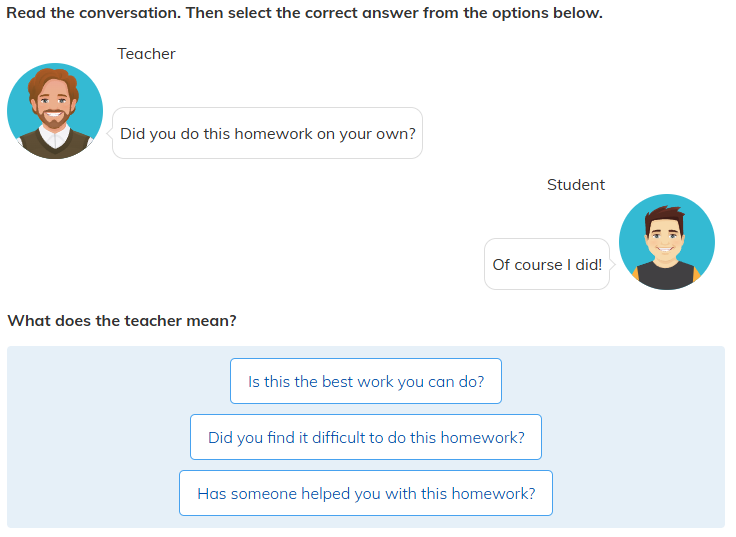 Read the conversation. Then select the correct answer from the options below.
Teacher
Did you do this homework on your own?
Student
Of course I did!
What does the teacher mean?
Is this the best work you can do?
Did you find it difficult to do this homework?
Has someone helped you with this homework?